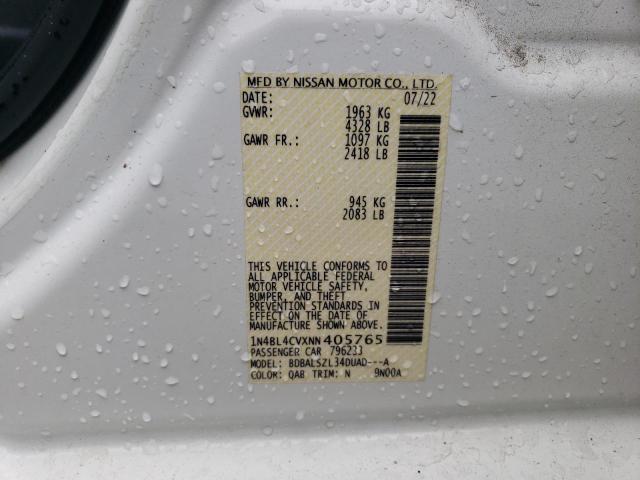 MFD BY NISSAN MOTOR CO., LTD.
DATE: 07/22
GVWR: 1963 KG
4328 LB
GAWR FR.: 1097 KG
2418 LB
GAWR RR.: 945 KG
2083 LB
THIS VEHICLE CONFORMS TO
ALL APPLICABLE FEDERAL
MOTOR VEHICLE SAFETY,
BUMPER, AND THEFT
PREVENTION STANDARDS IN
EFFECT ON THE DATE OF
MANUFACTURE SHOWN ABOVE.
1N4BL4CVXNN405765
PASSENGER CAR 796233
MODEL: BDBALSZL34DUAD---A
COLOR: QAB TRIM: N 9N00A